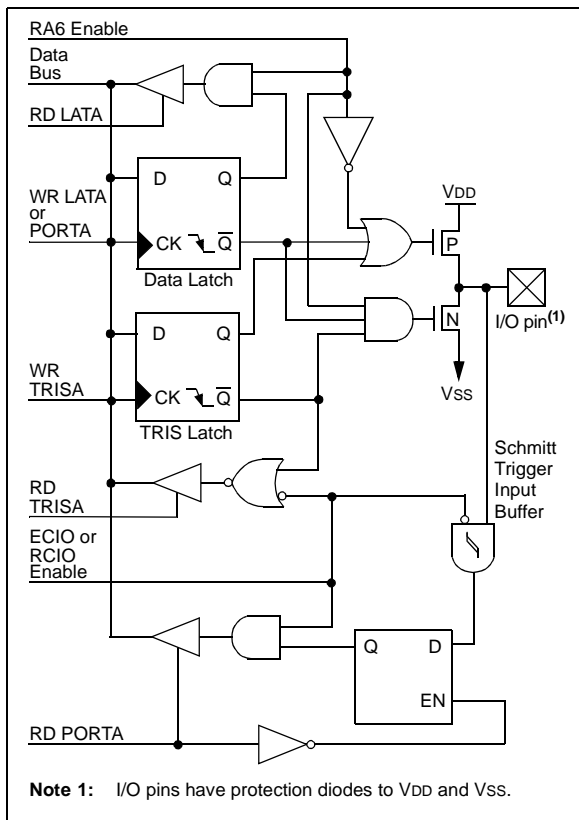 RA6 Enable
Data
Bus
RD LATA
WR LATA
or
PORTA
D
Q
CK
Q̅
Data Latch
VDD
P
N
I/O pin(1)
VSS
D
Q
WR
TRISA
CK
Q̅
TRIS Latch
RD
TRISA
Schmitt
Trigger
Input
Buffer
ECIO or
RCIO
Enable
Q
D
EN
RD PORTA
Note 1: I/O pins have protection diodes to VDD and VSS.